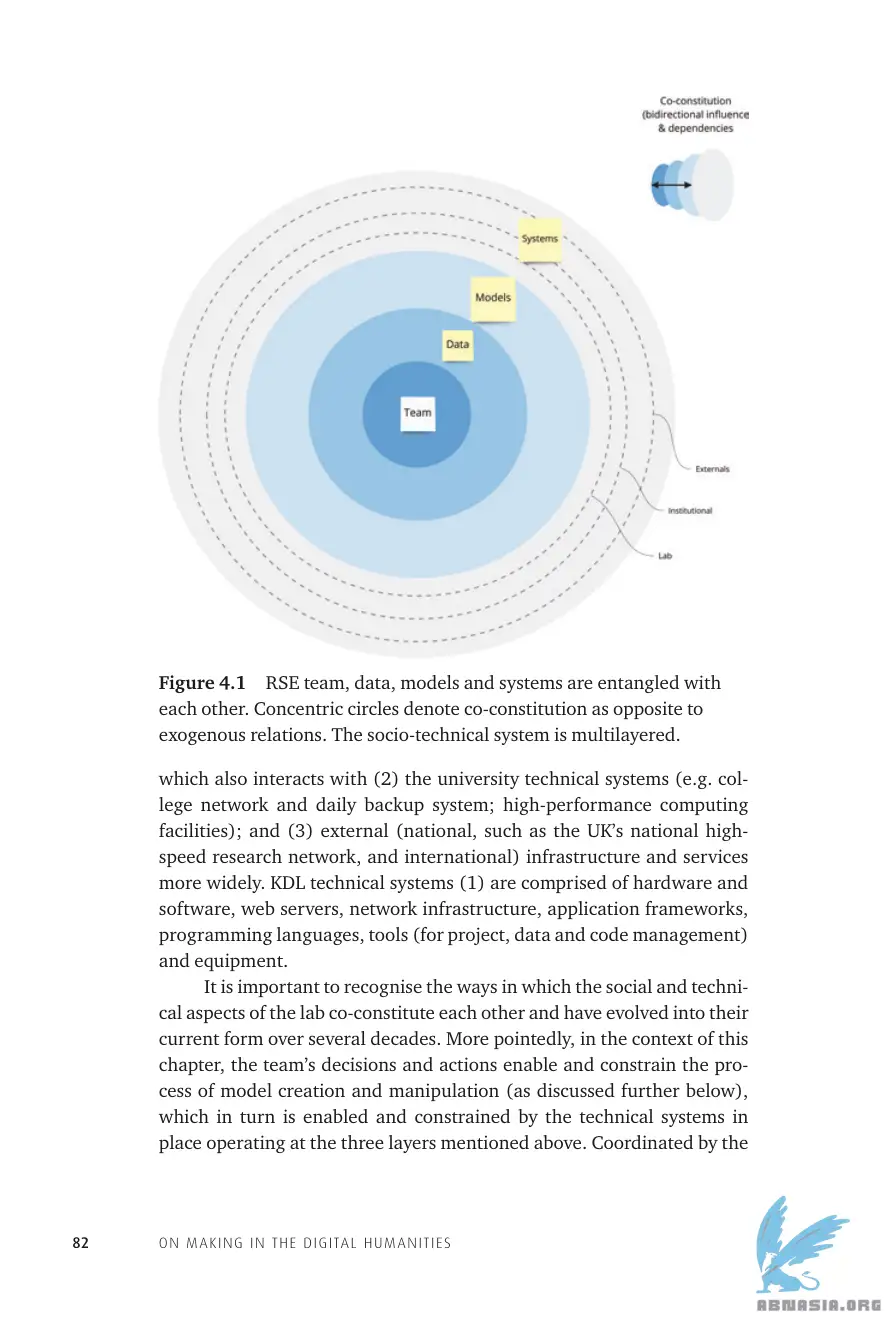 Co-constitution
(bidirectional influence
& dependencies
Systems
Models
Data
Team
Externals
Institutional
Lab
Figure 4.1 RSE team, data, models and systems are entangled with
each other. Concentric circles denote co-constitution as opposite to
exogenous relations. The socio-technical system is multilayered.
which also interacts with (2) the university technical systems (e.g. col-
lege network and daily backup system; high-performance computing
facilities); and (3) external (national, such as the UK’s national high-
speed research network, and international) infrastructure and services
more widely. KDL technical systems (1) are comprised of hardware and
software, web servers, network infrastructure, application frameworks,
programming languages, tools (for project, data and code management)
and equipment.
It is important to recognise the ways in which the social and techni-
cal aspects of the lab co-constitute each other and have evolved into their
current form over several decades. More pointedly, in the context of this
chapter, the team’s decisions and actions enable and constrain the pro-
cess of model creation and manipulation (as discussed further below),
which in turn is enabled and constrained by the technical systems in
place operating at the three layers mentioned above. Coordinated by the
82 ON MAKING IN THE DIGITAL HUMANITIES
ABNASIA.ORG